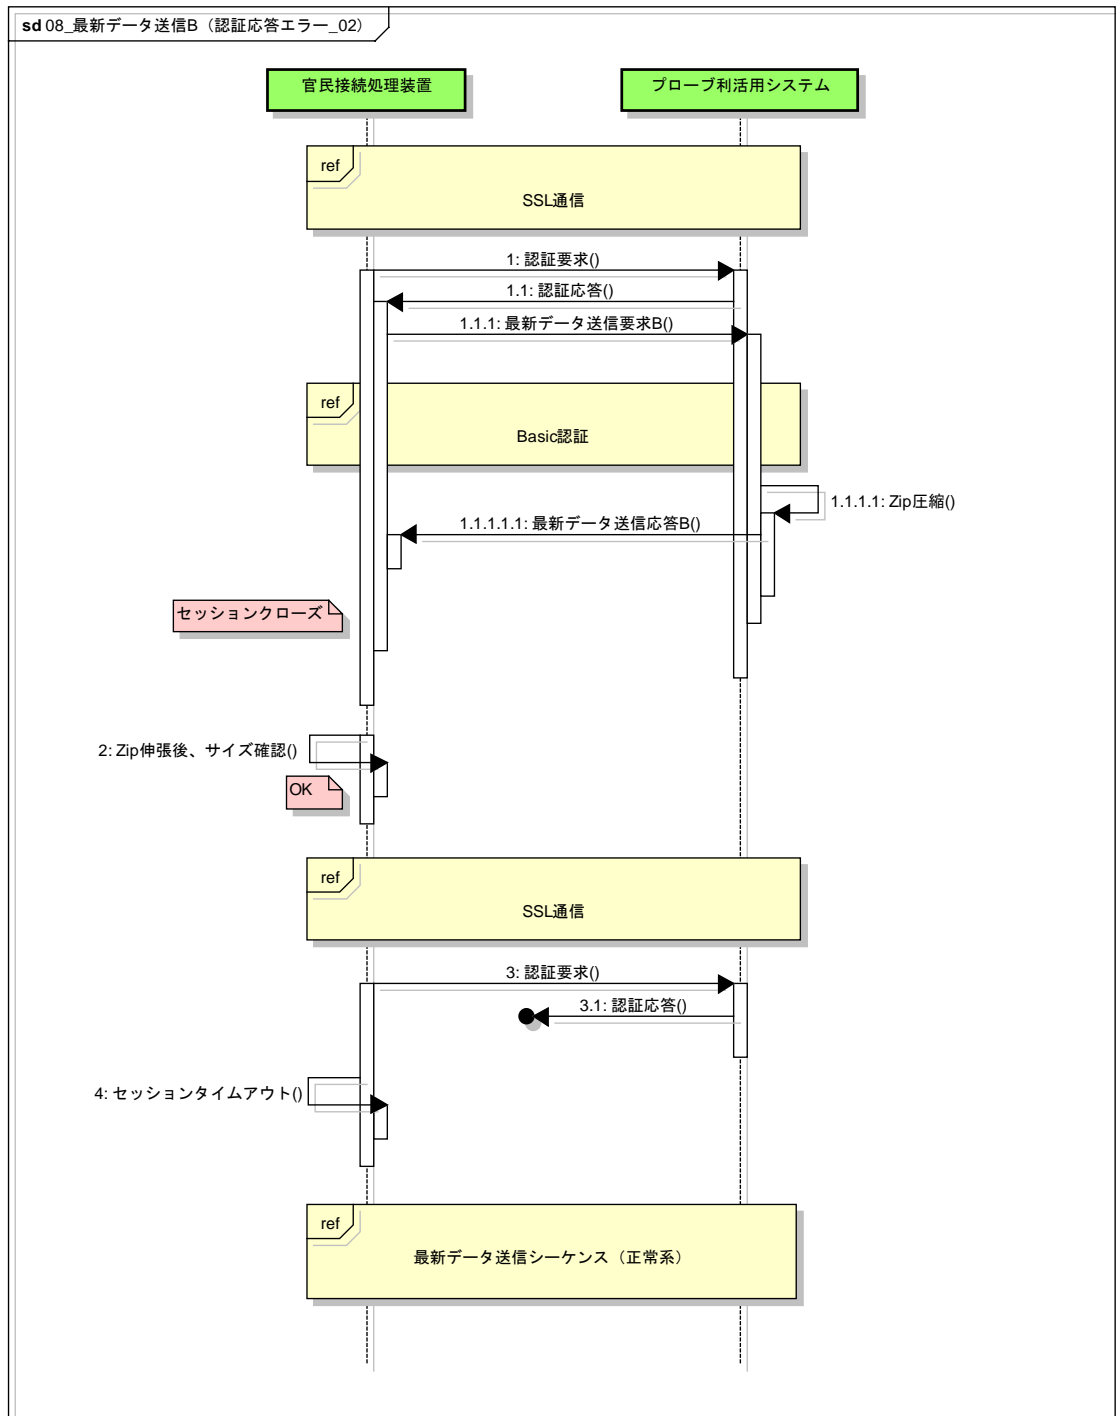 sd 08_最新データ送信B（認証応答エラー_02）
官民接続処理装置
プローブ利活用システム
ref
SSL通信
1: 認証要求()
1.1: 認証応答()
1.1.1: 最新データ送信要求B()
ref
Basic認証
1.1.1.1: Zip圧縮()
1.1.1.1.1: 最新データ送信応答B()
セッションクローズ
2: Zip伸張後、サイズ確認()
OK
ref
SSL通信
3: 認証要求()
3.1: 認証応答()
4: セッションタイムアウト()
ref
最新データ送信シーケンス（正常系）